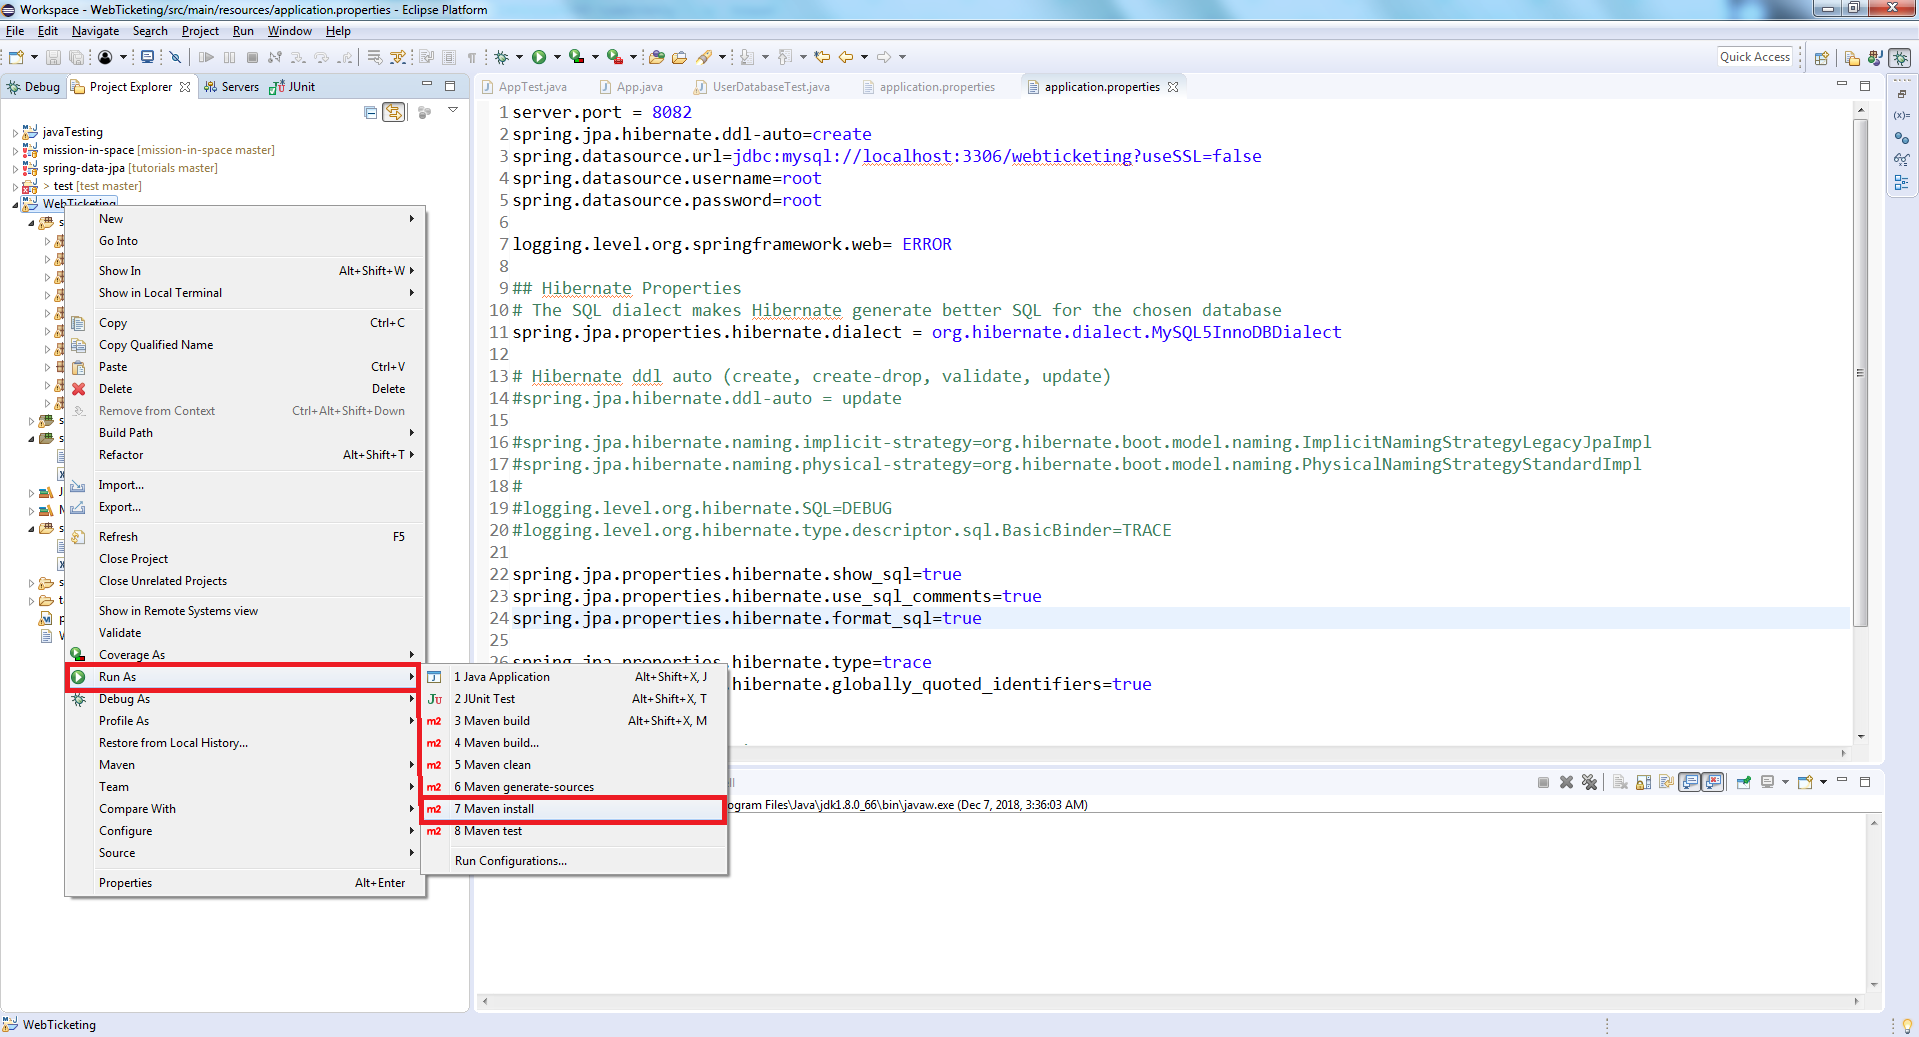 Workspace - WebTicketing/src/main/resources/application.properties - Eclipse Platform
File Edit Navigate Search Project Run Window Help
Quick Access
Debug Project Explorer Servers JUnit
AppTest.java App.java UserDatabaseTest.java application.properties application.properties
javaTesting
mission-in-space [mission-in-space master]
spring-data-jpa [tutorials master]
> test [test master]
WebTicketing
New
Go Into
Show In Alt+Shift+W
Show in Local Terminal
Copy Ctrl+C
Copy Qualified Name
Paste Ctrl+V
Delete Delete
Remove from Context Ctrl+Alt+Shift+Down
Build Path
Refactor Alt+Shift+T
Import...
Export...
Refresh F5
Close Project
Close Unrelated Projects
Show in Remote Systems view
Validate
Coverage As
Run As
Debug As
Profile As
Restore from Local History...
Maven
Team
Compare With
Configure
Source
Properties Alt+Enter
1 Java Application Alt+Shift+X, J
2 JUnit Test Alt+Shift+X, T
3 Maven build Alt+Shift+X, M
4 Maven build...
5 Maven clean
6 Maven generate-sources
7 Maven install
8 Maven test
Run Configurations...
1 server.port = 8082
2 spring.jpa.hibernate.ddl-auto=create
3 spring.datasource.url=jdbc:mysql://localhost:3306/webticketing?useSSL=false
4 spring.datasource.username=root
5 spring.datasource.password=root
6
7 logging.level.org.springframework.web= ERROR
8
9 ## Hibernate Properties
10 # The SQL dialect makes Hibernate generate better SQL for the chosen database
11 spring.jpa.properties.hibernate.dialect = org.hibernate.dialect.MySQL5InnoDBDialect
12
13 # Hibernate ddl auto (create, create-drop, validate, update)
14 #spring.jpa.hibernate.ddl-auto = update
15
16 #spring.jpa.hibernate.naming.implicit-strategy=org.hibernate.boot.model.naming.ImplicitNamingStrategyLegacyJpaImpl
17 #spring.jpa.hibernate.naming.physical-strategy=org.hibernate.boot.model.naming.PhysicalNamingStrategyStandardImpl
18 #
19 #logging.level.org.hibernate.SQL=DEBUG
20 #logging.level.org.hibernate.type.descriptor.sql.BasicBinder=TRACE
21
22 spring.jpa.properties.hibernate.show_sql=true
23 spring.jpa.properties.hibernate.use_sql_comments=true
24 spring.jpa.properties.hibernate.format_sql=true
25
26 spring.jpa.properties.hibernate.type=trace
.hibernate.globally_quoted_identifiers=true
ogram Files\Java\jdk1.8.0_66\bin\javaw.exe (Dec 7, 2018, 3:36:03 AM)
WebTicketing